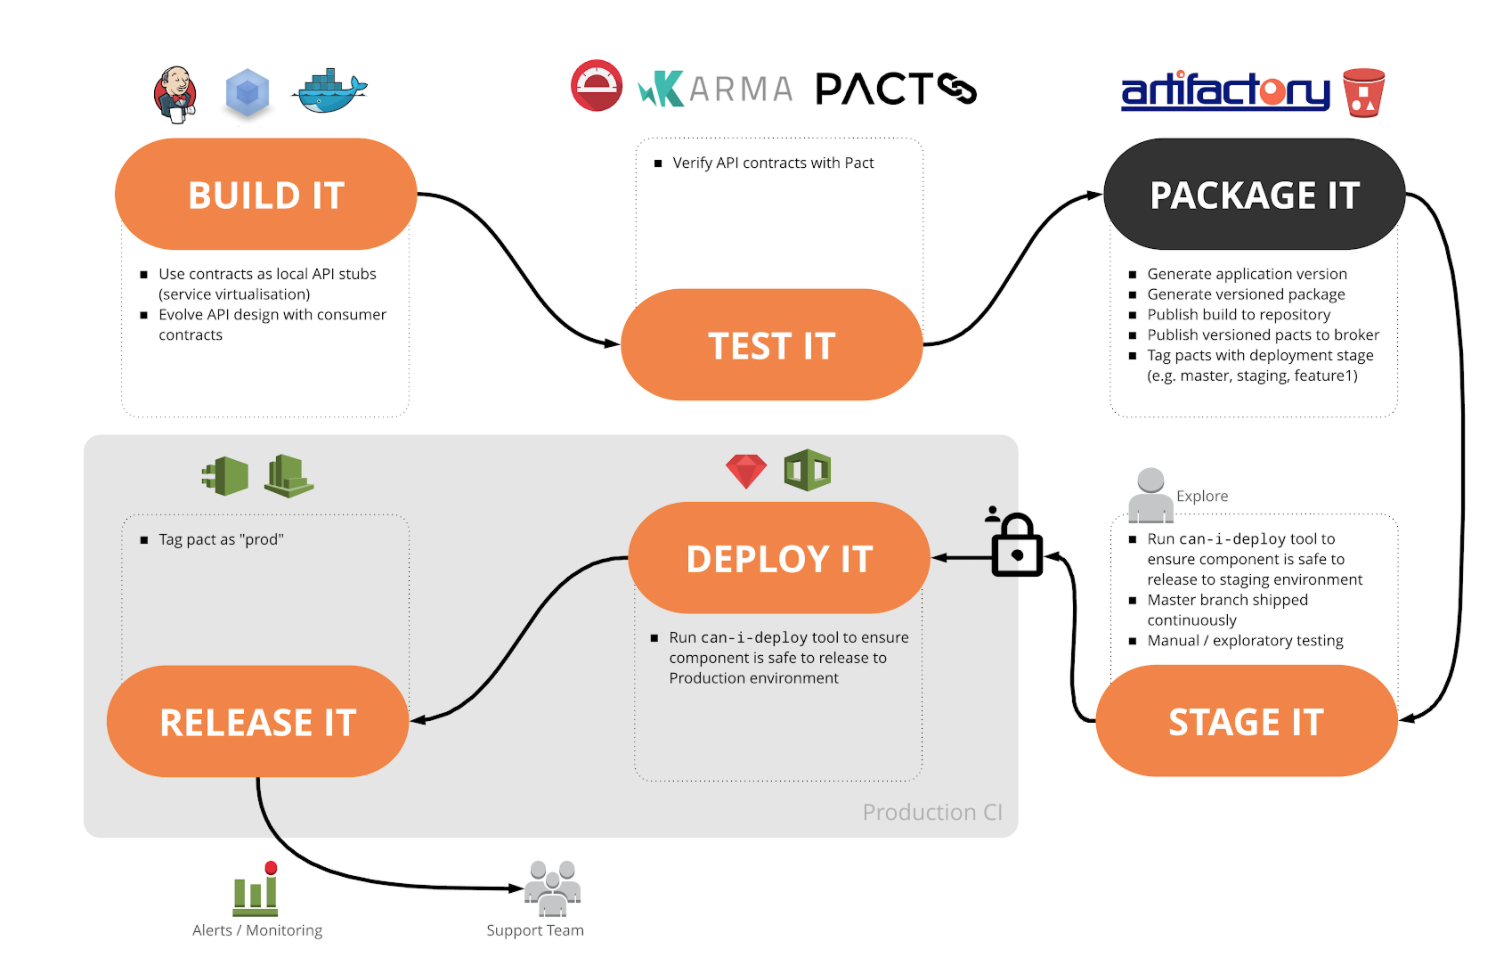 KARMA
PACT
artifactory
BUILD IT
Use contracts as local API stubs
(service virtualisation)
Evolve API design with consumer
contracts
Verify API contracts with Pact
TEST IT
PACKAGE IT
Generate application version
Generate versioned package
Publish build to repository
Publish versioned pacts to broker
Tag pacts with deployment stage
(e.g. master, staging, feature1)
Explore
Run can-i-deploy tool to
ensure component is safe to
release to staging environment
Master branch shipped
continuously
Manual / exploratory testing
STAGE IT
DEPLOY IT
Run can-i-deploy tool to ensure
component is safe to release to
Production environment
Tag pact as "prod"
RELEASE IT
Production CI
Alerts / Monitoring
Support Team